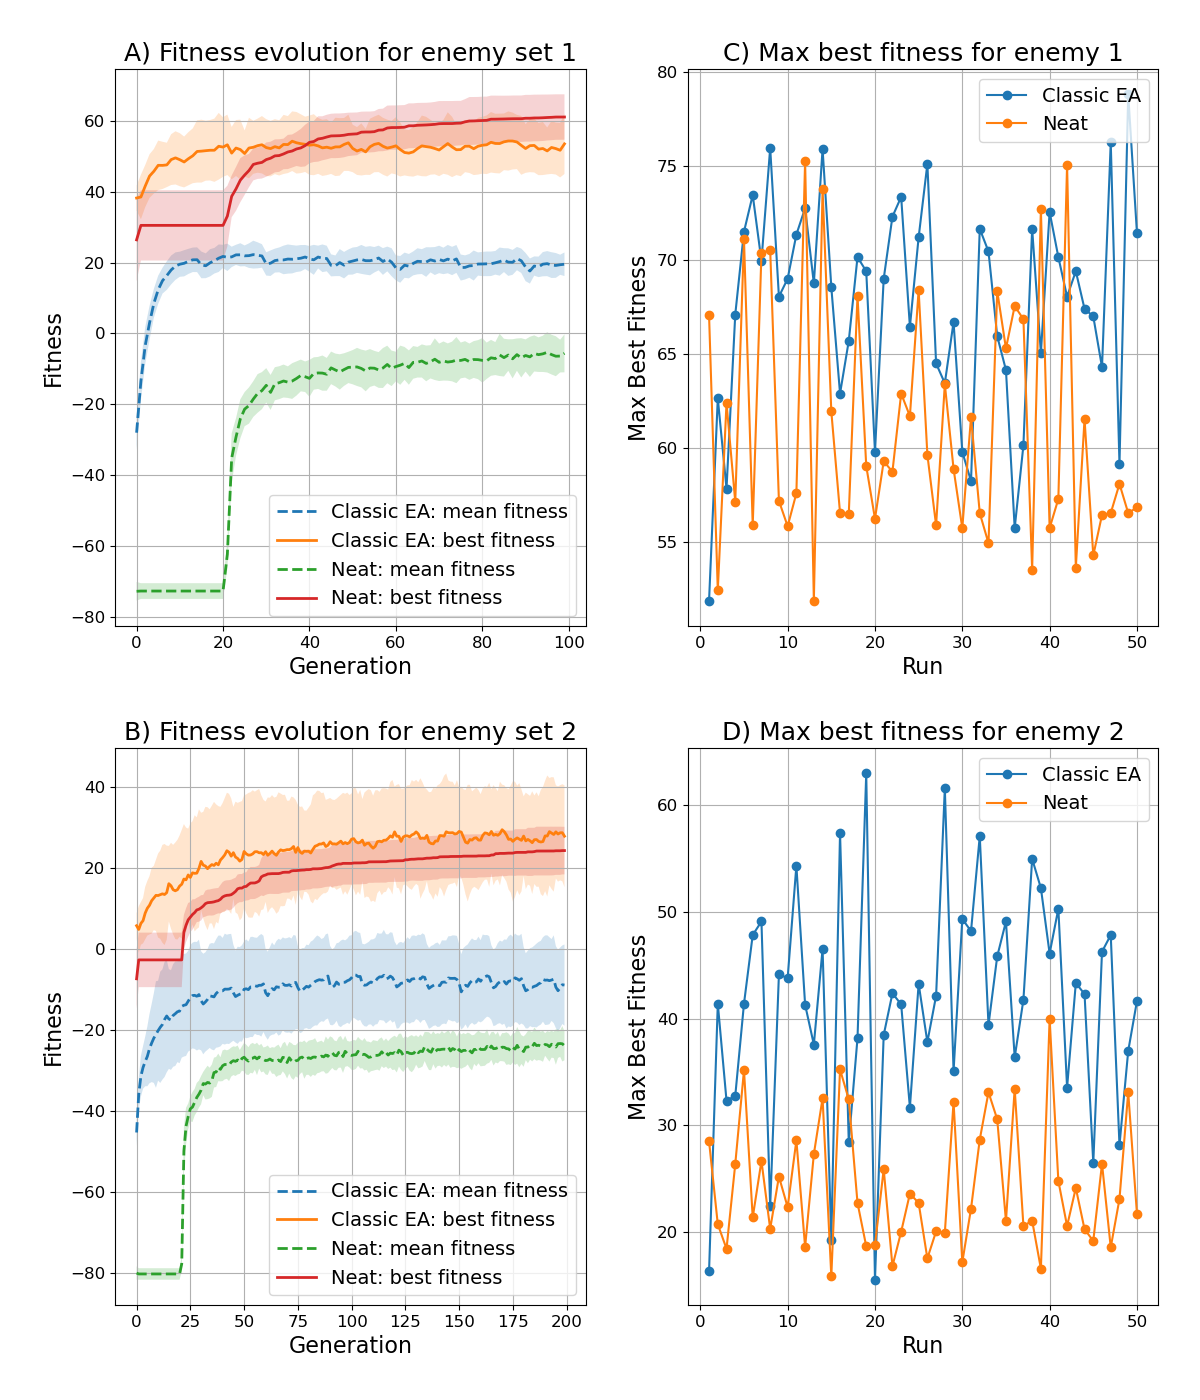 A) Fitness evolution for enemy set 1
Fitness
60
40
20
0
−20
−40
−60
−80
Classic EA: mean fitness
Classic EA: best fitness
Neat: mean fitness
Neat: best fitness
0 20 40 60 80 100
Generation
C) Max best fitness for enemy 1
Max Best Fitness
80
75
70
65
60
55
Classic EA
Neat
0 10 20 30 40 50
Run
B) Fitness evolution for enemy set 2
Fitness
40
20
0
−20
−40
−60
−80
Classic EA: mean fitness
Classic EA: best fitness
Neat: mean fitness
Neat: best fitness
0 25 50 75 100 125 150 175 200
Generation
D) Max best fitness for enemy 2
Max Best Fitness
60
50
40
30
20
Classic EA
Neat
0 10 20 30 40 50
Run